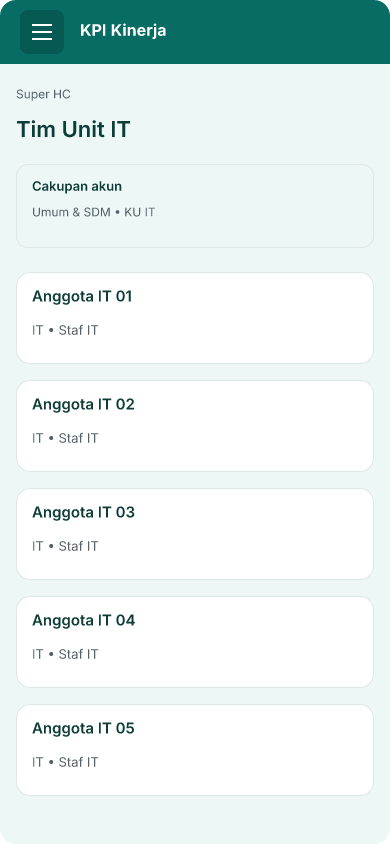 KPI Kinerja
Super HC
Tim Unit IT
Cakupan akun
Umum & SDM • KU IT
Anggota IT 01
IT • Staf IT
Anggota IT 02
IT • Staf IT
Anggota IT 03
IT • Staf IT
Anggota IT 04
IT • Staf IT
Anggota IT 05
IT • Staf IT